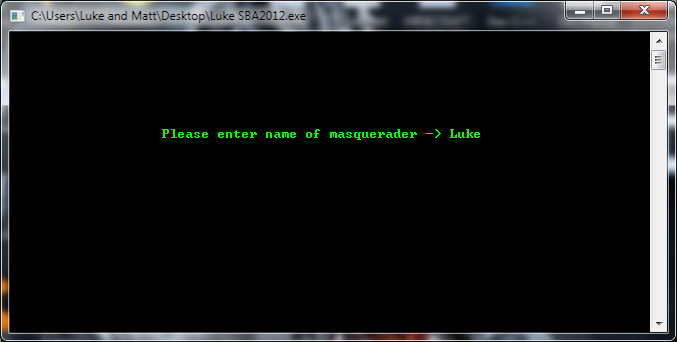 C:\Users\Luke and Matt\Desktop\Luke SBA2012.exe
Please enter name of masquerader -> Luke